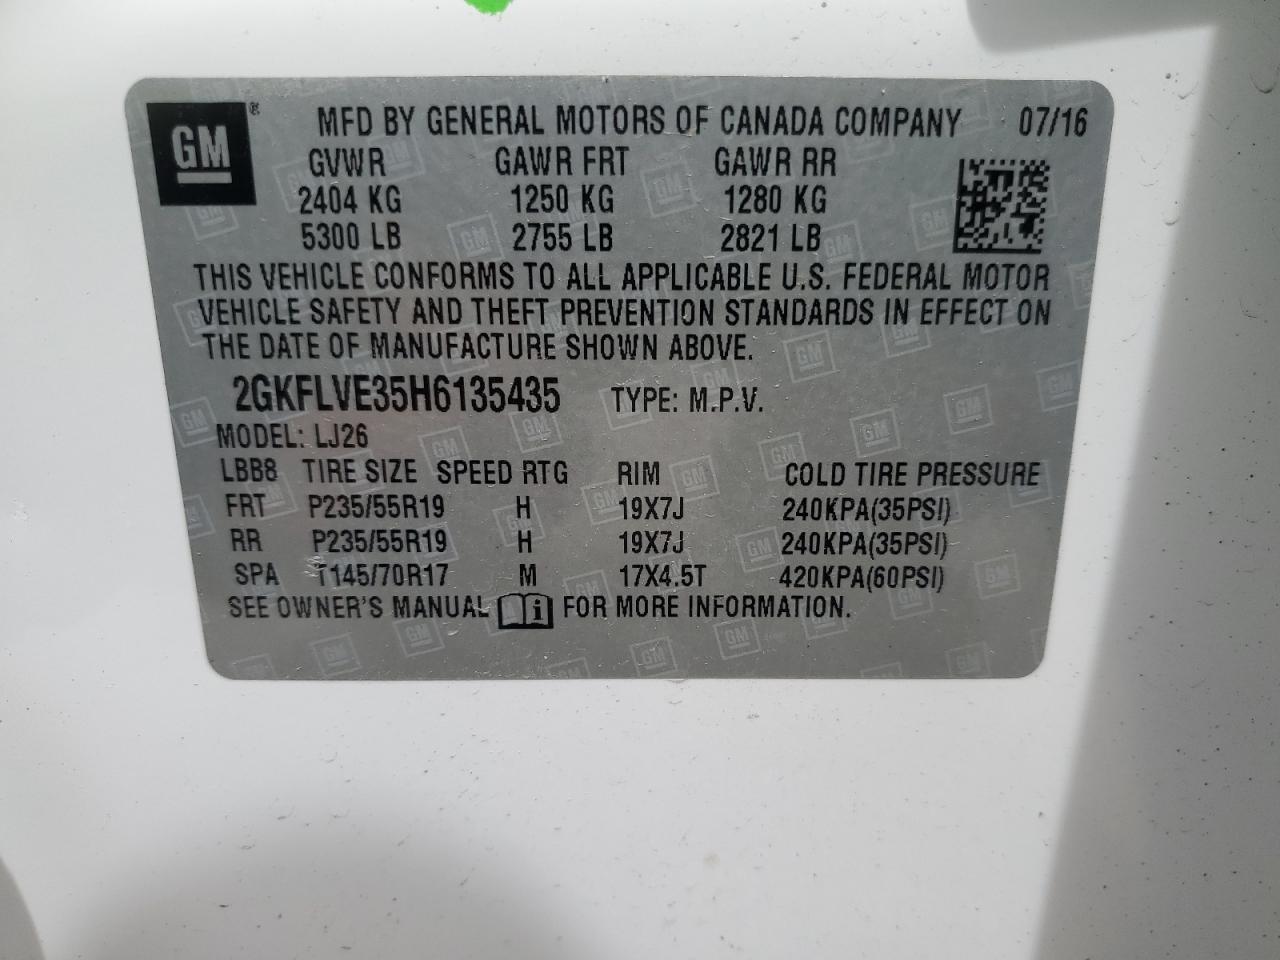 GM® MFD BY GENERAL MOTORS OF CANADA COMPANY 07/16
GVWR GAWR FRT GAWR RR
2404 KG 1250 KG 1280 KG
5300 LB 2755 LB 2821 LB
THIS VEHICLE CONFORMS TO ALL APPLICABLE U.S. FEDERAL MOTOR
VEHICLE SAFETY AND THEFT PREVENTION STANDARDS IN EFFECT ON
THE DATE OF MANUFACTURE SHOWN ABOVE.
2GKFLVE35H6135435 TYPE: M.P.V.
MODEL: LJ26
LBB8 TIRE SIZE SPEED RTG RIM COLD TIRE PRESSURE
FRT P235/55R19 H 19X7J 240KPA(35PSI)
RR P235/55R19 H 19X7J 240KPA(35PSI)
SPA T145/70R17 M 17X4.5T 420KPA(60PSI)
SEE OWNER'S MANUAL i FOR MORE INFORMATION.